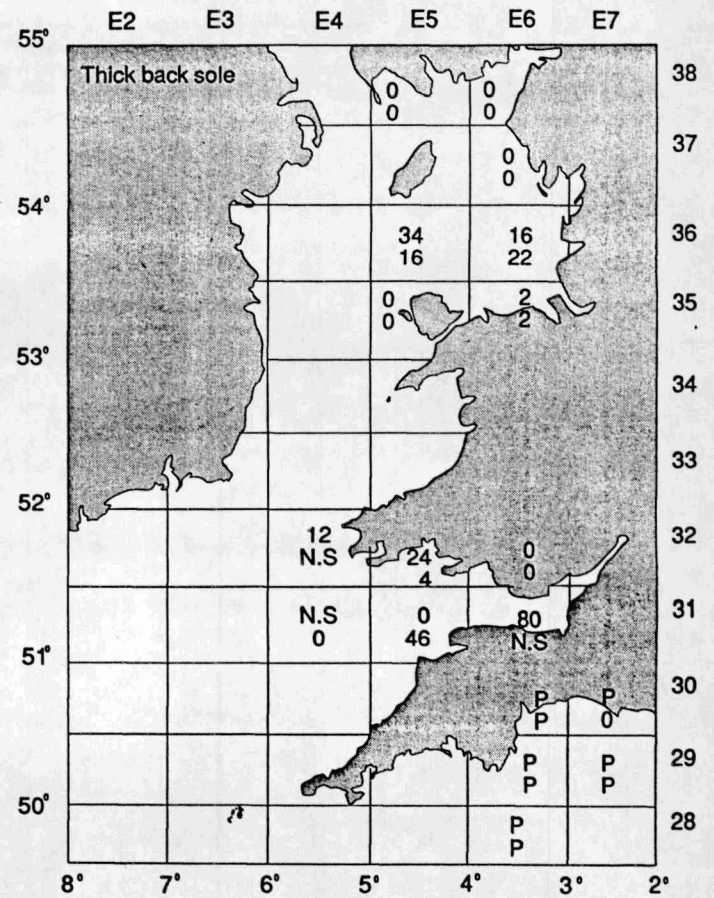 E2 E3 E4 E5 E6 E7
55°
Thick back sole
38
0 0
0 0
37
0
0
54°
36
34 16
16 22
35
0 2
0 2
53°
34
33
52°
32
12
N.S 24 0
4 0
31
N.S 0 80
0 46 N.S
51°
30
P P
P 0
29
P P
P P
50°
28
P
P
8° 7° 6° 5° 4° 3° 2°